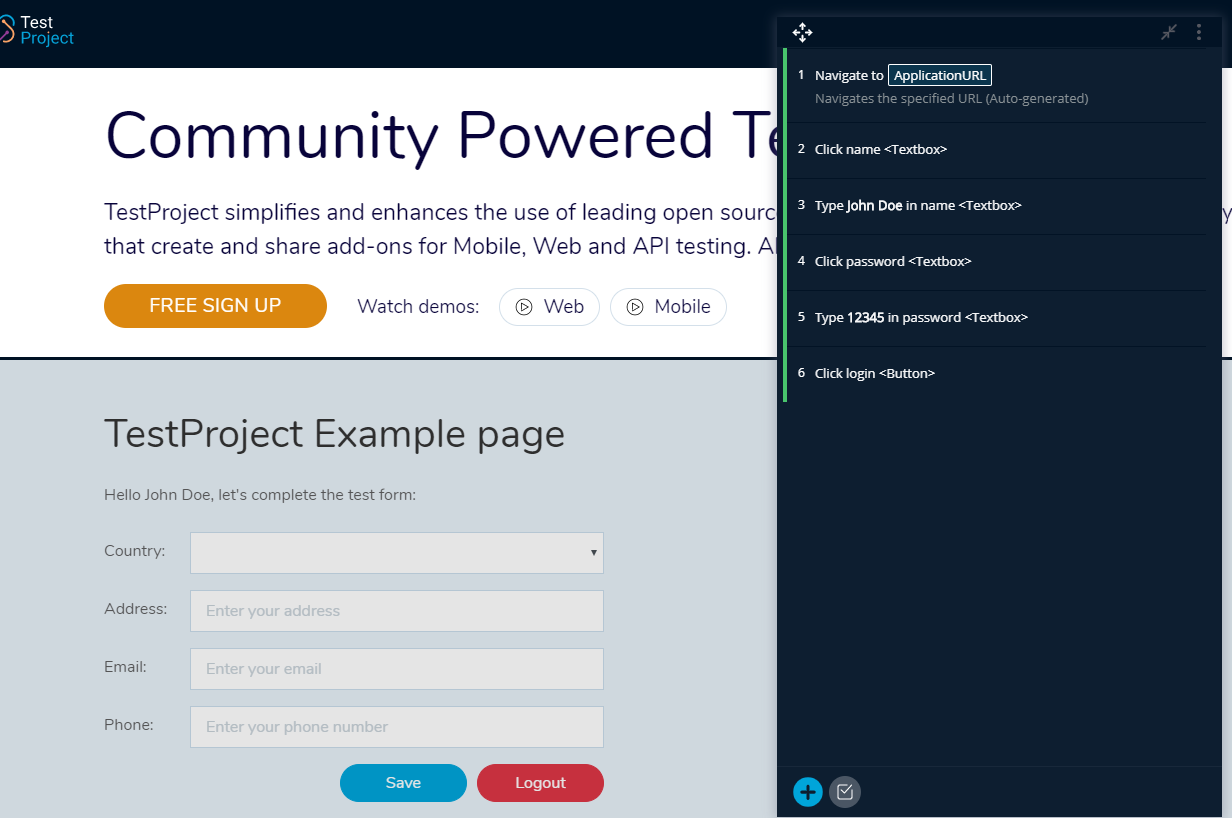 Test
Project
Community Powered Te
TestProject simplifies and enhances the use of leading open sourc
that create and share add-ons for Mobile, Web and API testing.
FREE SIGN UP
Watch demos:
Web
Mobile
TestProject Example page
Hello John Doe, let's complete the test form:
Country:
Address:
Enter your address
Email:
Enter your email
Phone:
Enter your phone number
Save
Logout
1 Navigate to ApplicationURL
Navigates the specified URL (Auto-generated)
2 Click name <Textbox>
3 Type John Doe in name <Textbox>
4 Click password <Textbox>
5 Type 12345 in password <Textbox>
6 Click login <Button>